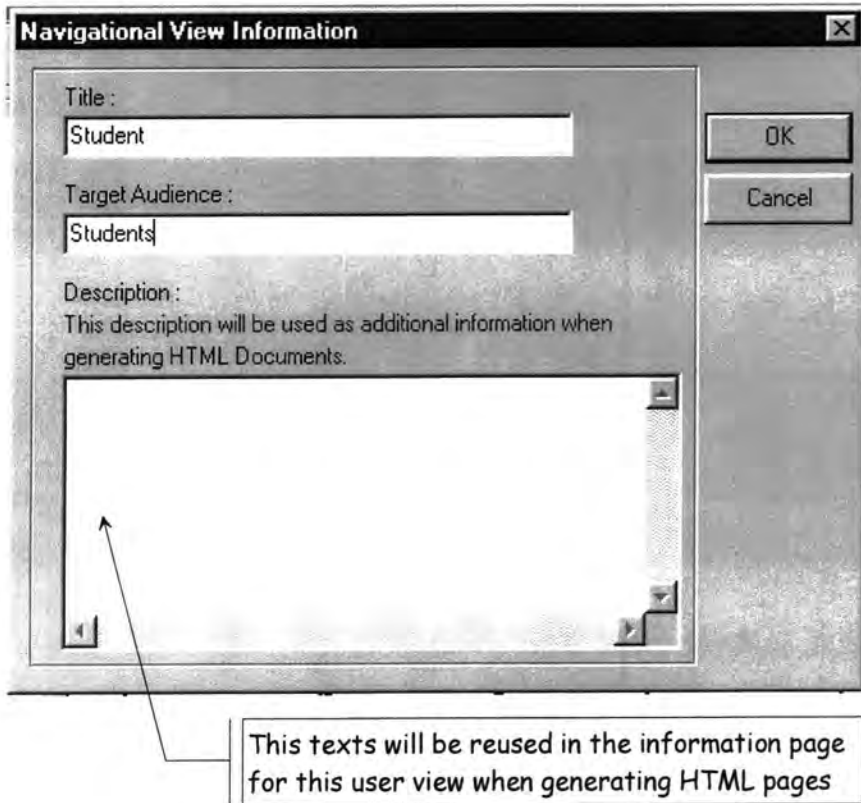 Navigational View Information
Title :
Student
OK
Target Audience :
Cancel
Students
Description :
This description will be used as additional information when
generating HTML Documents.
This texts will be reused in the information page
for this user view when generating HTML pages